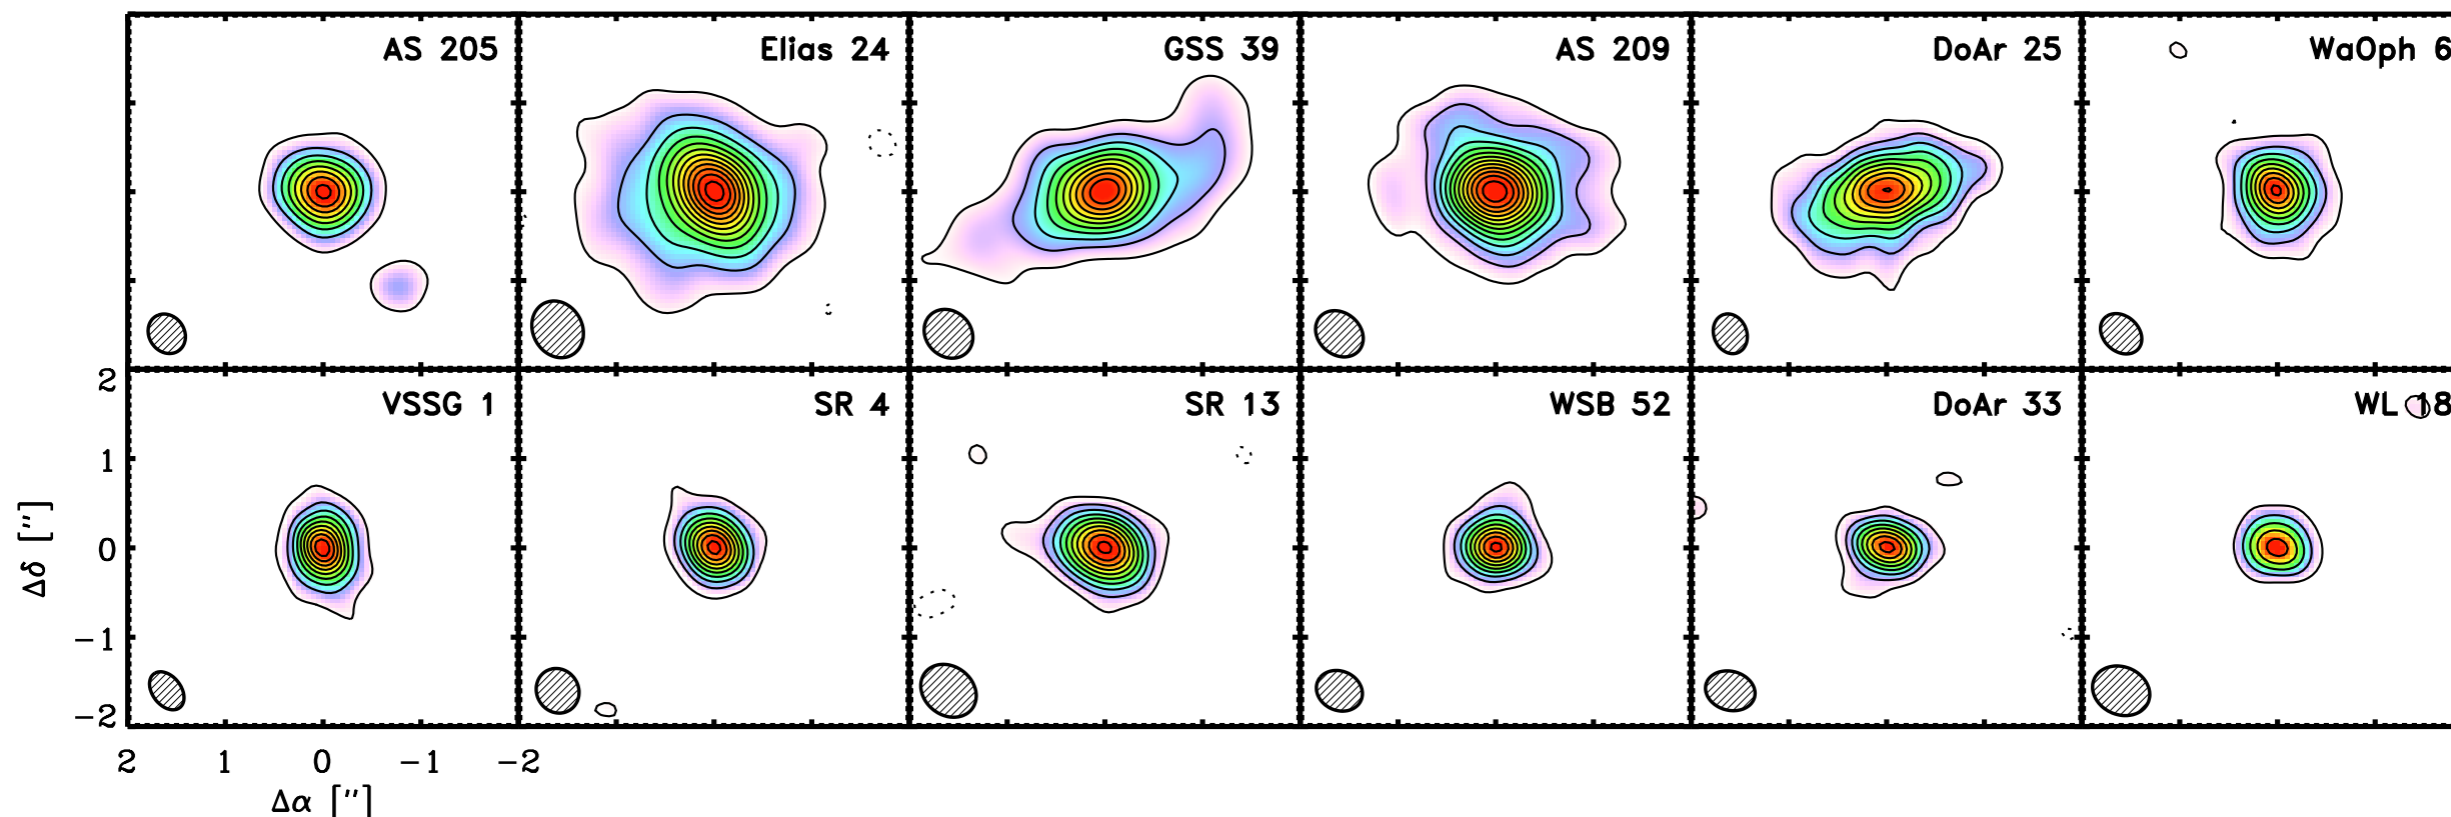 AS 205
Elias 24
GSS 39
AS 209
DoAr 25
WaOph 6
VSSG 1
SR 4
SR 13
WSB 52
DoAr 33
WL 18
2
1
0
−1
−2
Δδ [″]
2 1 0 −1 −2
Δα [″]